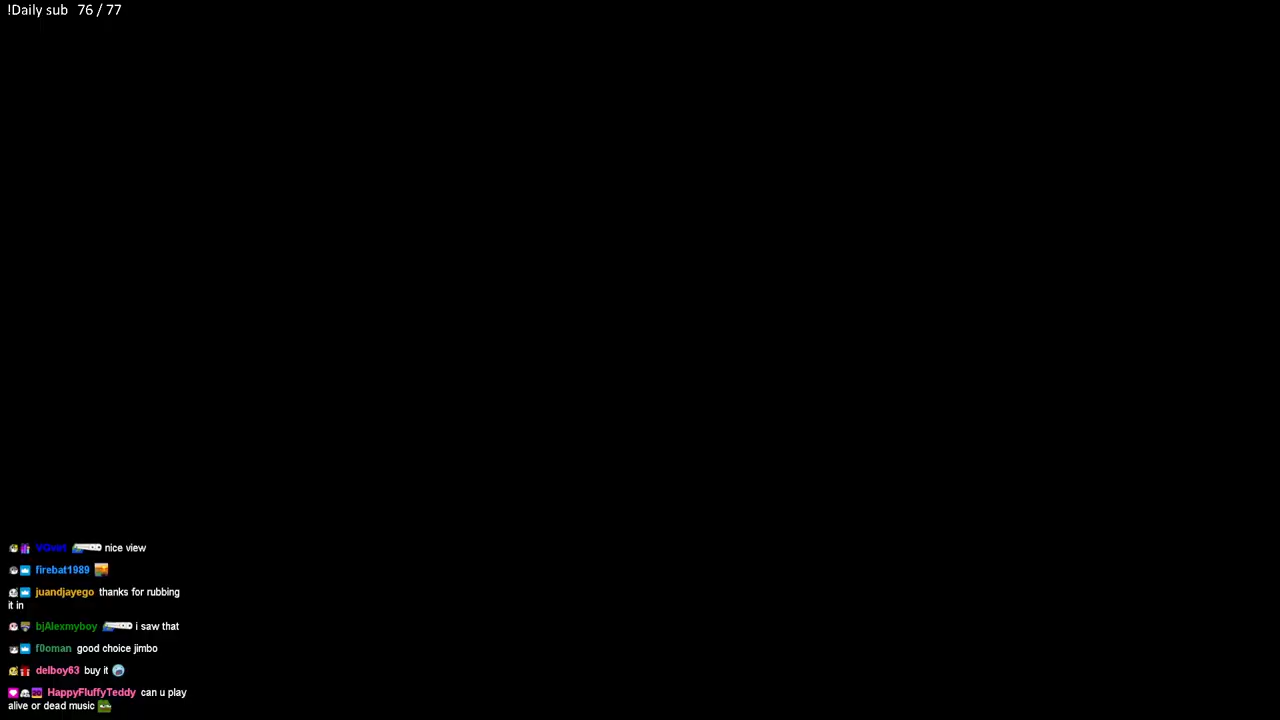 !Daily sub 76 / 77
nice view
firebat1989
juandjayego thanks for rubbing
it in
bjAlexmyboy i saw that
f0oman good choice jimbo
delboy63 buy it
HappyFluffyTeddy can u play
alive or dead music